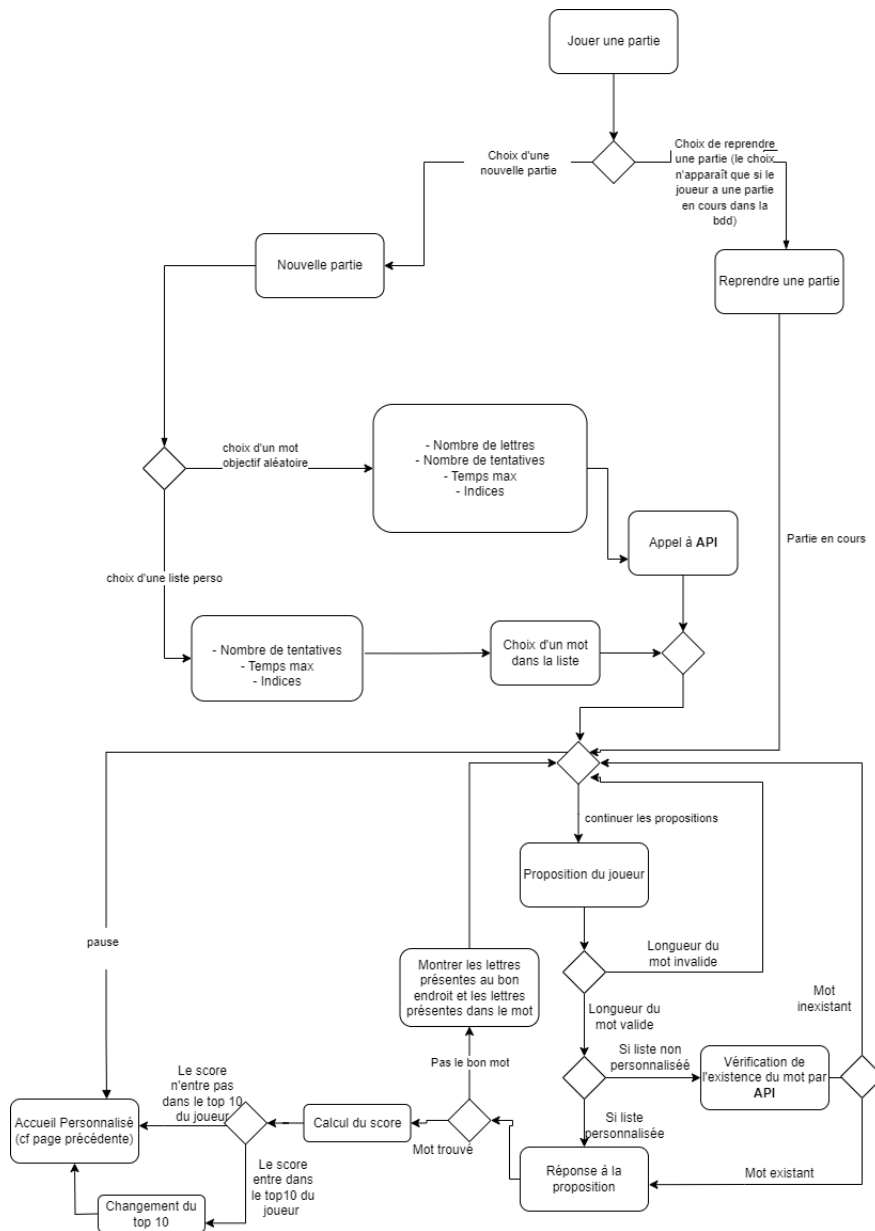 Jouer une partie
Choix d'une
nouvelle partie
Choix de reprendre
une partie (le choix
n'apparaît que si le
joueur a une partie
en cours dans la
bdd)
Nouvelle partie
Reprendre une partie
choix d'un mot
objectif aléatoire
- Nombre de lettres
- Nombre de tentatives
- Temps max
- Indices
Appel à API
Partie en cours
choix d'une liste perso
- Nombre de tentatives
- Temps max
- Indices
Choix d'un mot
dans la liste
continuer les propositions
Proposition du joueur
pause
Longueur du
mot invalide
Montrer les lettres
présentes au bon
endroit et les lettres
présentes dans le mot
Longueur du
mot valide
Mot
inexistant
Pas le bon mot
Si liste non
personnaliséé
Vérification de
l'existence du mot par
API
Le score
n'entre pas
dans le top 10
du joueur
Accueil Personnalisé
(cf page précédente)
Calcul du score
Mot trouvé
Si liste
personnalisée
Réponse à la
proposition
Mot existant
Le score
entre dans
le top10 du
joueur
Changement du
top 10